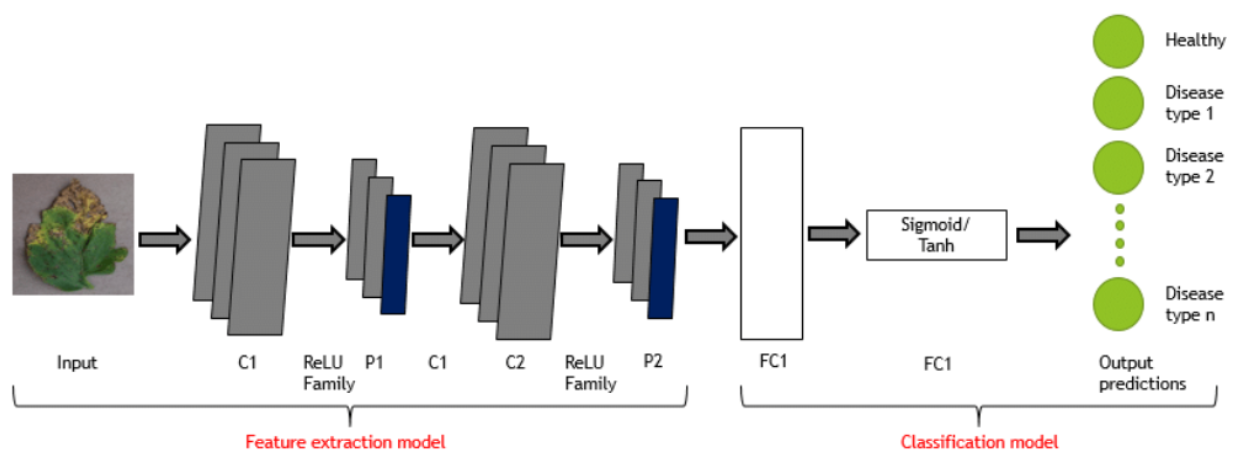 Healthy
Disease
type 1
Disease
type 2
Sigmoid/
Tanh
Disease
type n
Input
C1
ReLU
Family
P1
C1
C2
ReLU
Family
P2
FC1
FC1
Output
predictions
Feature extraction model
Classification model